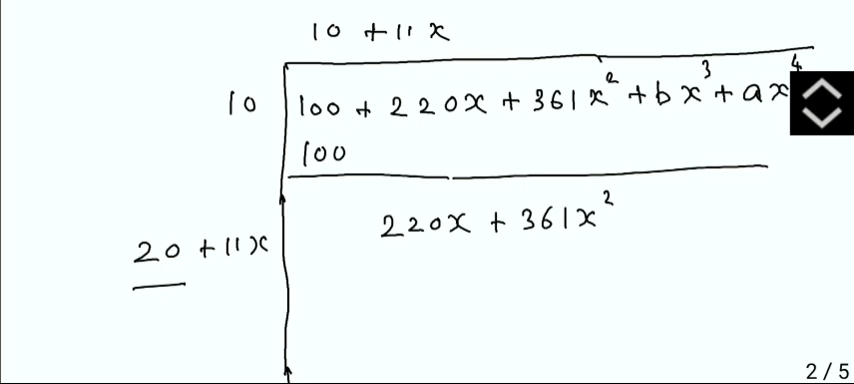 10 + 11x
10 100 + 220x + 361x² + bx³ + ax⁴
100
220x + 361x²
20 + 11x
2 / 5